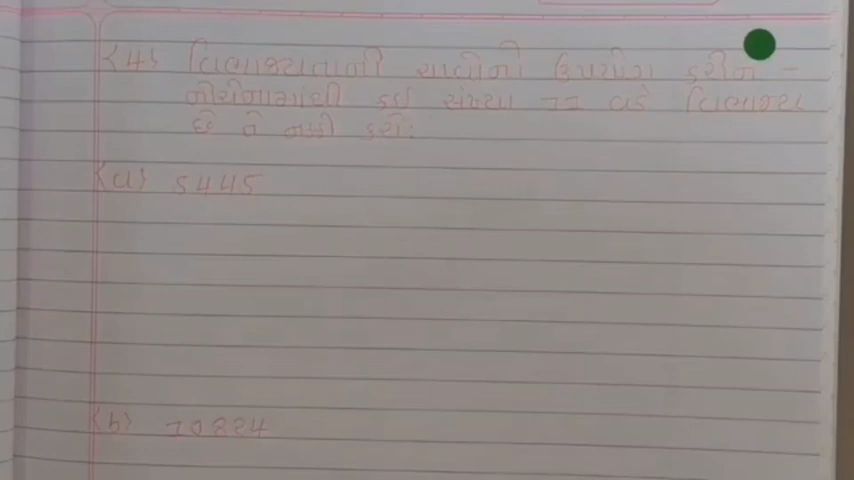 (4) વિભાજ્યતાની ચાવીનો ઉપયોગ કરીને -
નીચેનામાંથી કઈ સંખ્યા 11 વડે વિભાજ્ય
છે તે નક્કી કરો:
(a) 5445
(b) 10824